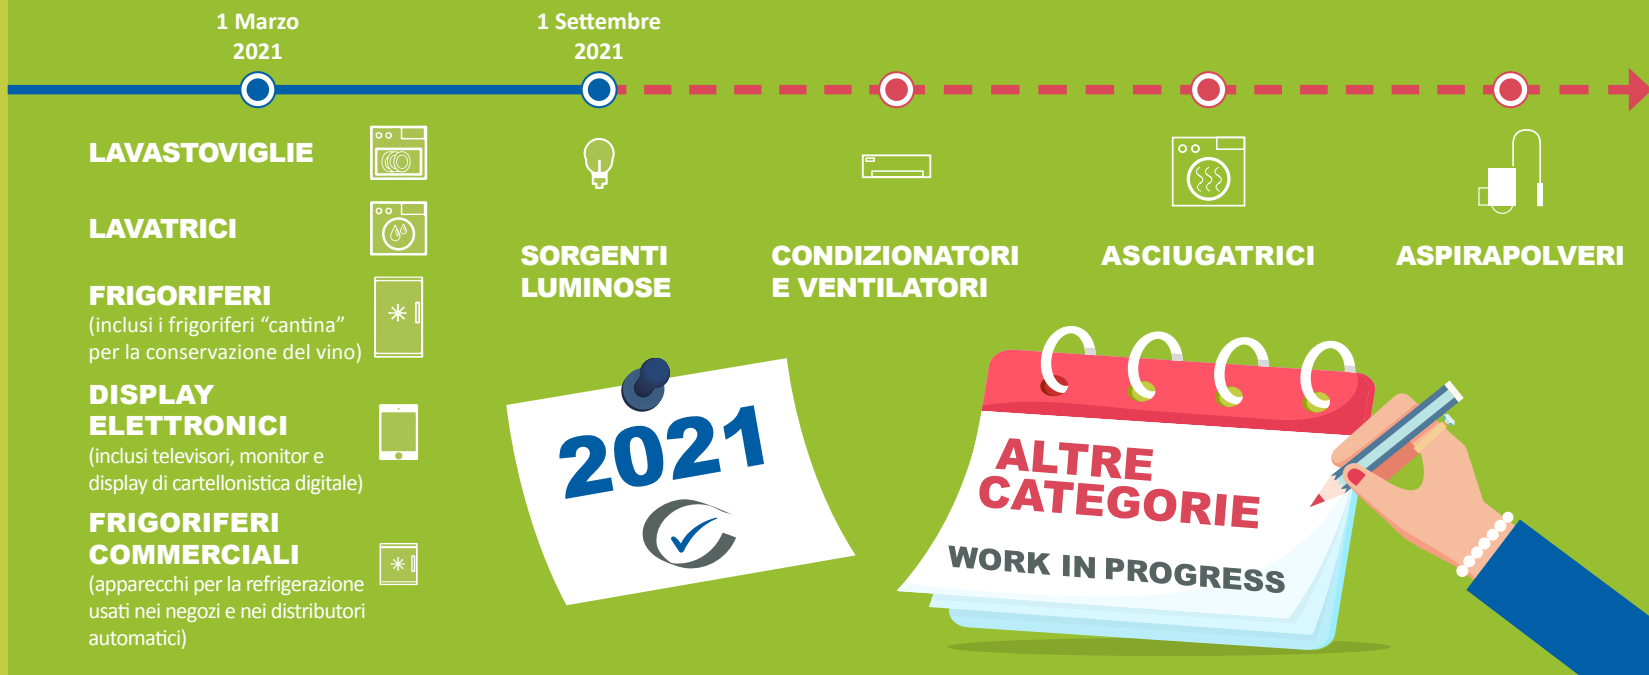 1 Marzo
2021
1 Settembre
2021
LAVASTOVIGLIE
LAVATRICI
FRIGORIFERI
(inclusi i frigoriferi “cantina”
per la conservazione del vino)
DISPLAY
ELETTRONICI
(inclusi televisori, monitor e
display di cartellonistica digitale)
FRIGORIFERI
COMMERCIALI
(apparecchi per la refrigerazione
usati nei negozi e nei distributori
automatici)
SORGENTI
LUMINOSE
CONDIZIONATORI
E VENTILATORI
ASCIUGATRICI
ASPIRAPOLVERI
2021
ALTRE
CATEGORIE
WORK IN PROGRESS